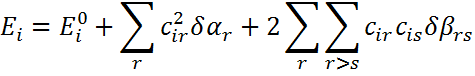 $E_i = E_i^0 + \sum_r c_{ir}^2 \delta\alpha_r + 2 \sum_r \sum_{r>s} c_{ir} c_{is} \delta\beta_{rs}$